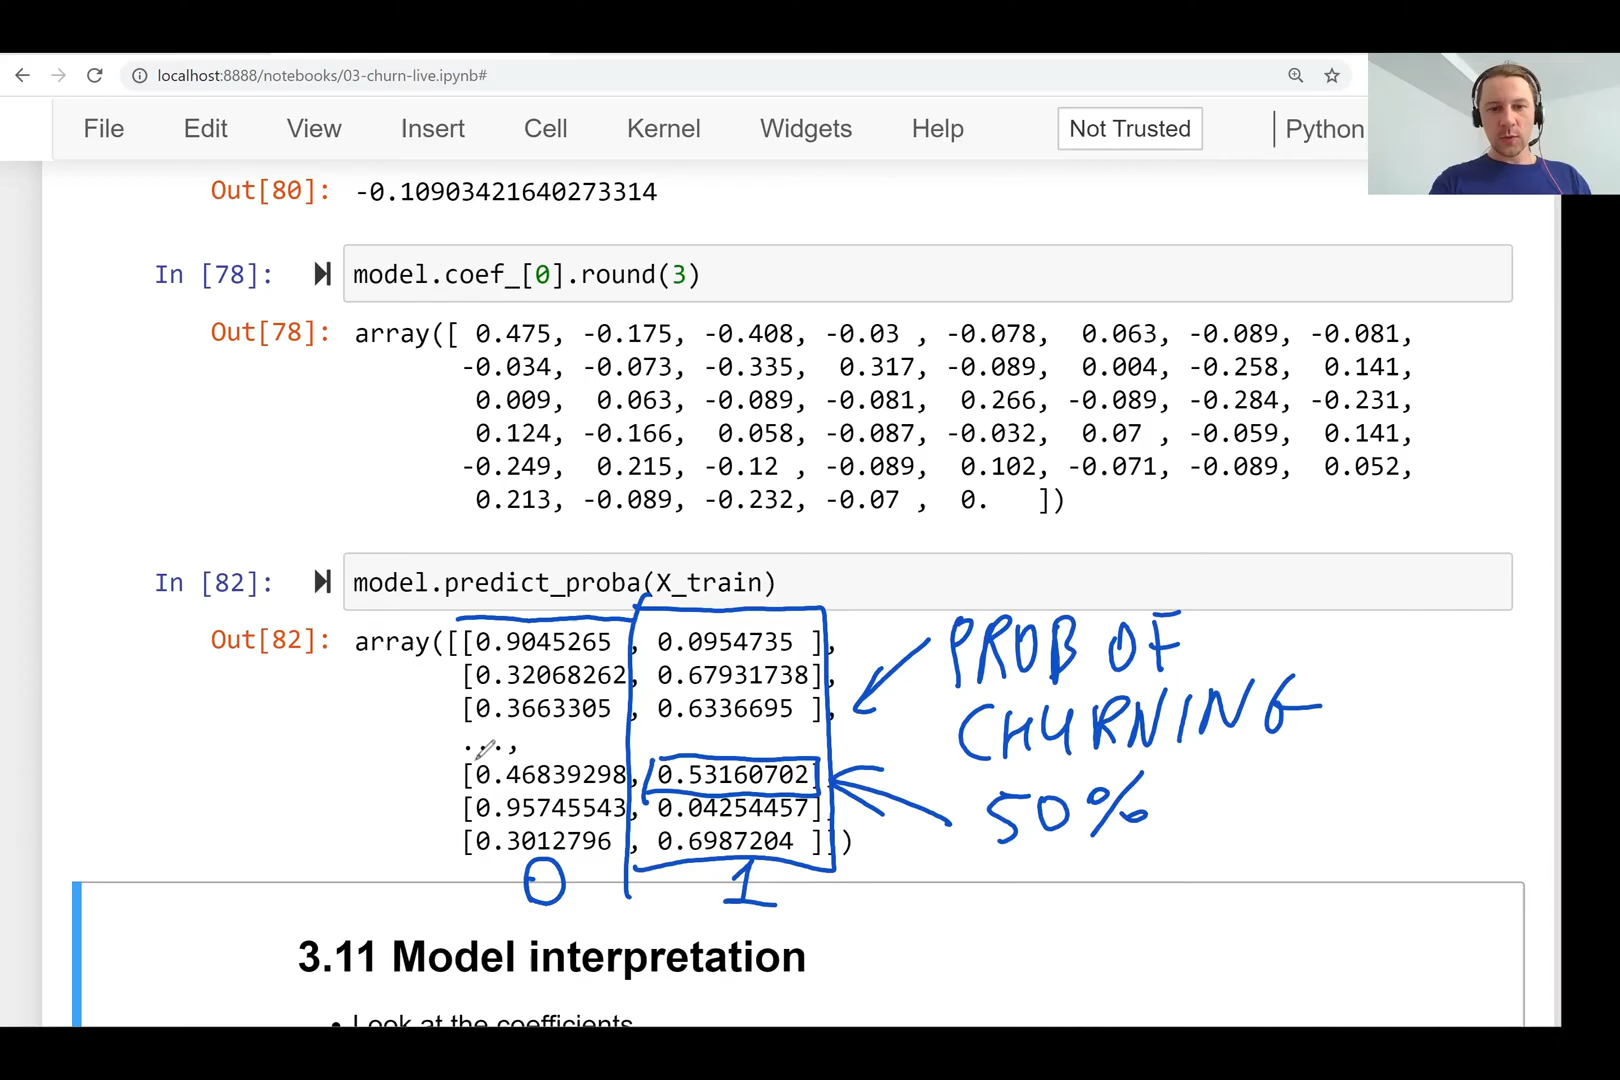 localhost:8888/notebooks/03-churn-live.ipynb#
File Edit View Insert Cell Kernel Widgets Help Not Trusted Python
Out[80]: -0.10903421640273314
In [78]: model.coef_[0].round(3)
Out[78]: array([ 0.475, -0.175, -0.408, -0.03 , -0.078, 0.063, -0.089, -0.081,
-0.034, -0.073, -0.335, 0.317, -0.089, 0.004, -0.258, 0.141,
0.009, 0.063, -0.089, -0.081, 0.266, -0.089, -0.284, -0.231,
0.124, -0.166, 0.058, -0.087, -0.032, 0.07 , -0.059, 0.141,
-0.249, 0.215, -0.12 , -0.089, 0.102, -0.071, -0.089, 0.052,
0.213, -0.089, -0.232, -0.07 , 0. ])
In [82]: model.predict_proba(X_train)
Out[82]: array([[0.9045265 , 0.0954735 ],
[0.32068262, 0.67931738],
[0.3663305 , 0.6336695 ],
...,
[0.46839298, 0.53160702],
[0.95745543, 0.04254457],
[0.3012796 , 0.6987204 ]])
PROB OF
CHURNING
50%
0 1
3.11 Model interpretation
• Look at the coefficients